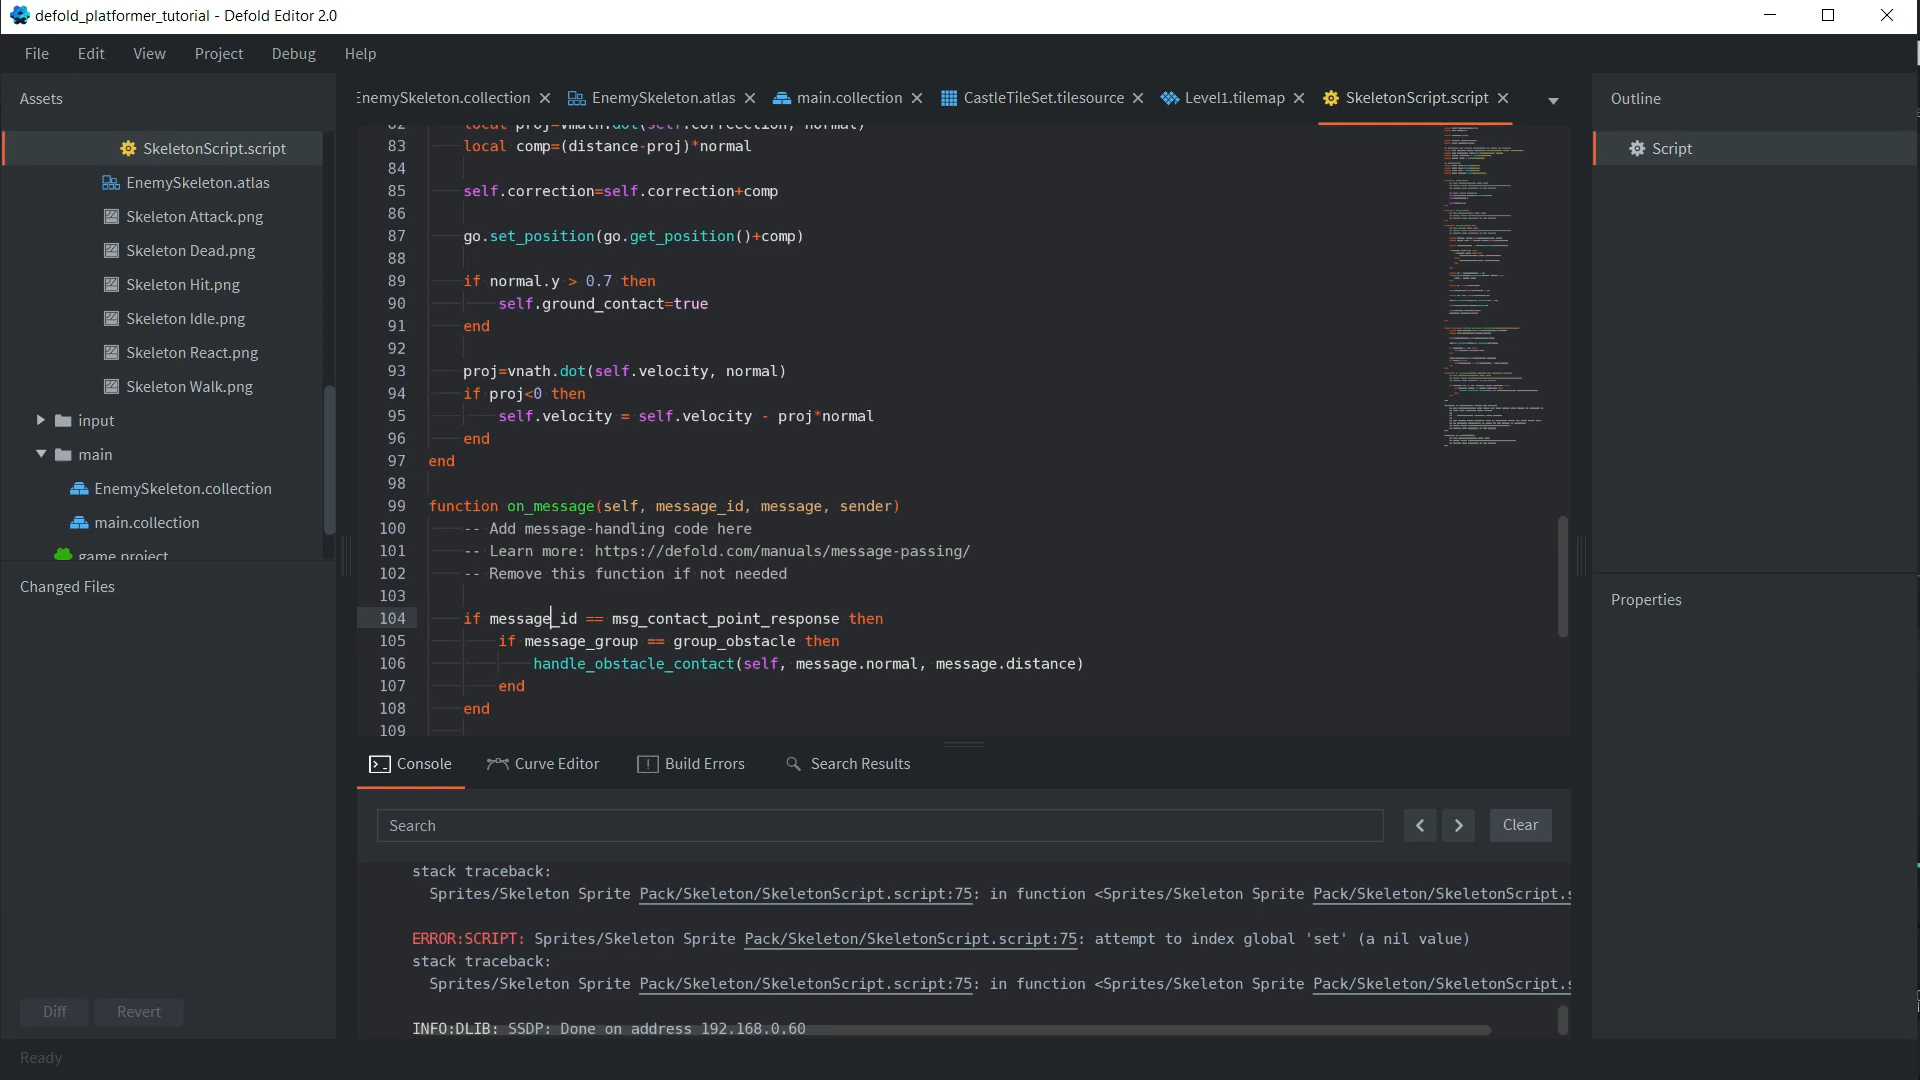 defold_platformer_tutorial - Defold Editor 2.0
File Edit View Project Debug Help
Assets
EnemySkeleton.collection
EnemySkeleton.atlas
main.collection
CastleTileSet.tilesource
Level1.tilemap
SkeletonScript.script
Outline
SkeletonScript.script
EnemySkeleton.atlas
Skeleton Attack.png
Skeleton Dead.png
Skeleton Hit.png
Skeleton Idle.png
Skeleton React.png
Skeleton Walk.png
input
main
EnemySkeleton.collection
main.collection
game.project
Changed Files
Diff Revert
Ready
82 local proj=vmath.dot(self.correction, normal)
83 local comp=(distance-proj)*normal
84
85 self.correction=self.correction+comp
86
87 go.set_position(go.get_position()+comp)
88
89 if normal.y > 0.7 then
90 self.ground_contact=true
91 end
92
93 proj=vnath.dot(self.velocity, normal)
94 if proj<0 then
95 self.velocity = self.velocity - proj*normal
96 end
97 end
98
99 function on_message(self, message_id, message, sender)
100 -- Add message-handling code here
101 -- Learn more: https://defold.com/manuals/message-passing/
102 -- Remove this function if not needed
103
104 if message_id == msg_contact_point_response then
105 if message_group == group_obstacle then
106 handle_obstacle_contact(self, message.normal, message.distance)
107 end
108 end
109
Console Curve Editor Build Errors Search Results
Search
Clear
stack traceback:
Sprites/Skeleton Sprite Pack/Skeleton/SkeletonScript.script:75: in function <Sprites/Skeleton Sprite Pack/Skeleton/SkeletonScript.s
ERROR:SCRIPT: Sprites/Skeleton Sprite Pack/Skeleton/SkeletonScript.script:75: attempt to index global 'set' (a nil value)
stack traceback:
Sprites/Skeleton Sprite Pack/Skeleton/SkeletonScript.script:75: in function <Sprites/Skeleton Sprite Pack/Skeleton/SkeletonScript.s
INFO:DLIB: SSDP: Done on address 192.168.0.60
Script
Properties